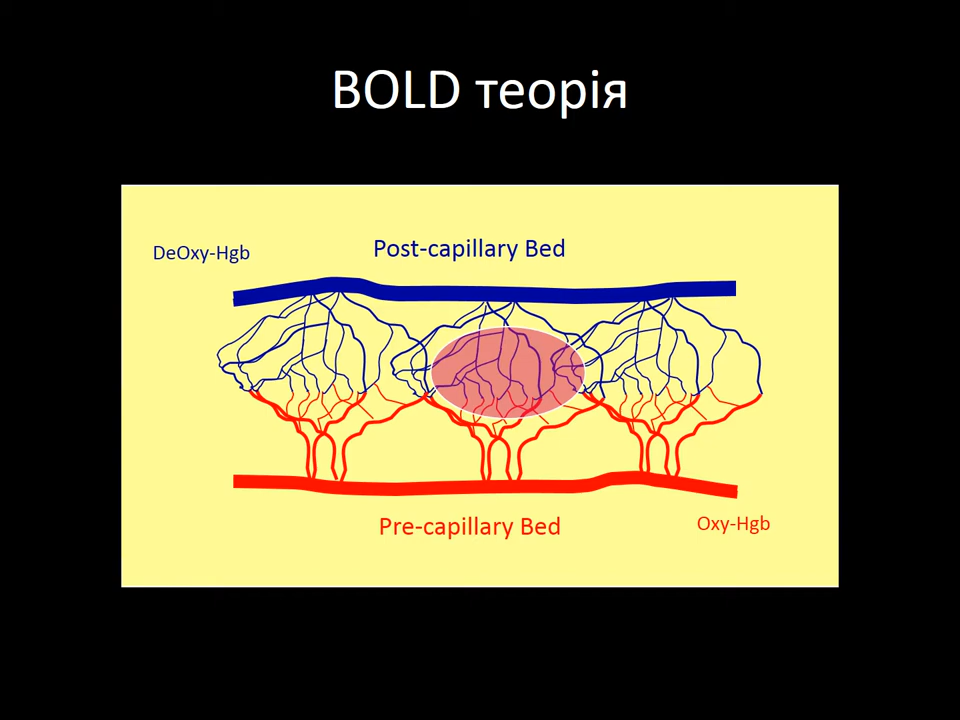 BOLD теорія
DeOxy-Hgb
Post-capillary Bed
Pre-capillary Bed
Oxy-Hgb